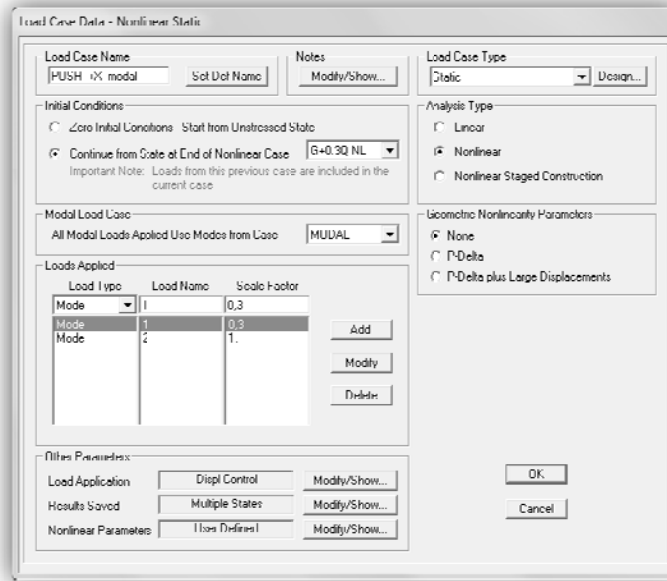 Load Case Data - Nonlinear Static
Load Case Name
PUSH +X modal
Set Def Name
Notes
Modify/Show...
Load Case Type
Static
Design...
Initial Conditions
Zero Initial Conditions - Start from Unstressed State
Continue from State at End of Nonlinear Case
G+0.3Q NL
Important Note: Loads from this previous case are included in the
current case
Analysis Type
Linear
Nonlinear
Nonlinear Staged Construction
Modal Load Case
All Modal Loads Applied Use Modes from Case
MODAL
Geometric Nonlinearity Parameters
None
P-Delta
P-Delta plus Large Displacements
Loads Applied
Load Type Load Name Scale Factor
Mode 1 0,3
Mode 1 0,3
Mode 2 1.
Add
Modify
Delete
Other Parameters
Load Application Displ Control Modify/Show...
Results Saved Multiple States Modify/Show...
Nonlinear Parameters User Defined Modify/Show...
OK
Cancel